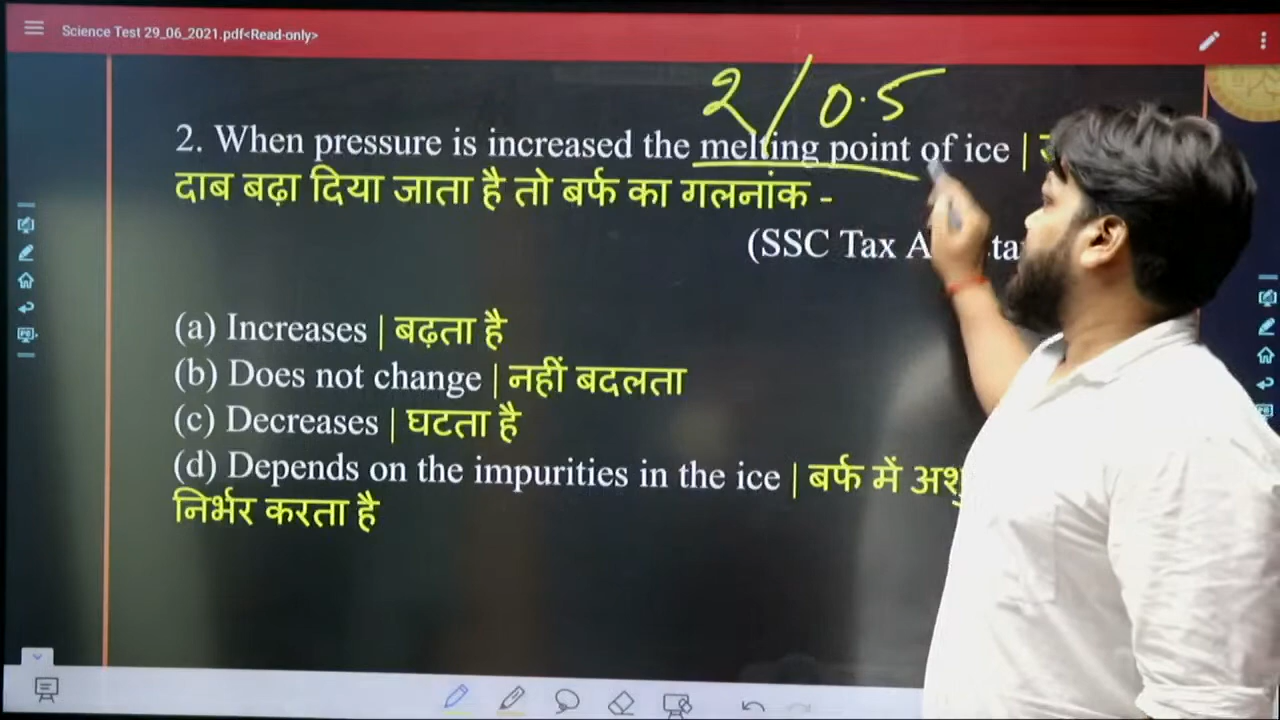 Science Test 29_06_2021.pdf<Read-only>
2 / 0.5
2. When pressure is increased the melting point of ice |
दाब बढ़ा दिया जाता है तो बर्फ का गलनांक -
(SSC Tax
(a) Increases | बढ़ता है
(b) Does not change | नहीं बदलता
(c) Decreases | घटता है
(d) Depends on the impurities in the ice | बर्फ में
निर्भर करता है